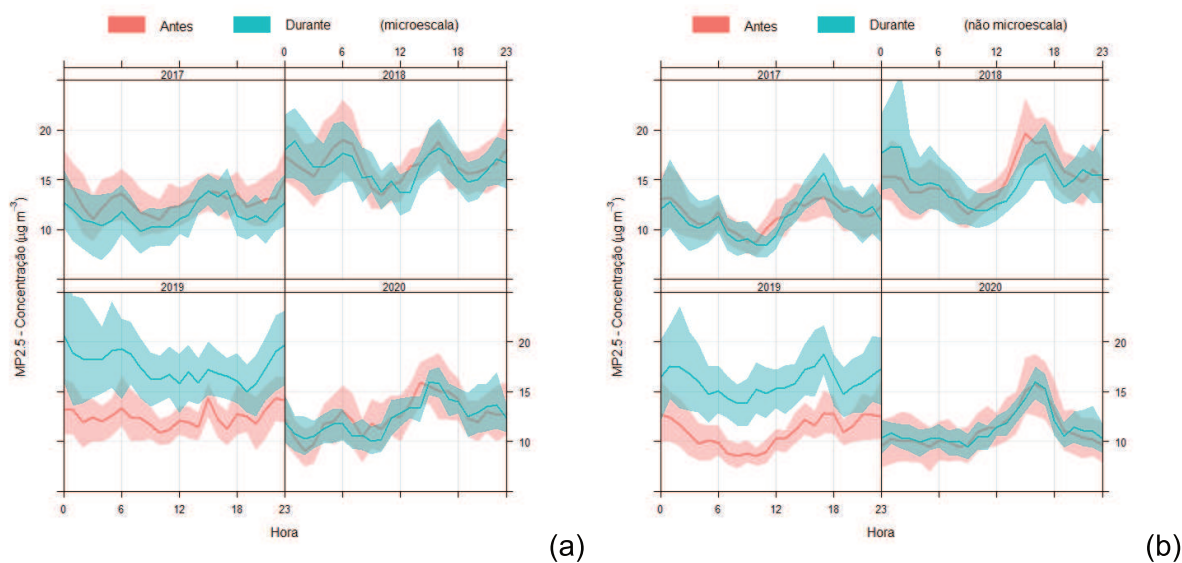 Antes Durante (microescala)
0 6 12 18 23
2017 2018
20
15
10
MP2.5 - Concentração (µg m⁻³)
2019 2020
20
15
10
0 6 12 18 23
Hora
(a)
Antes Durante (não microescala)
0 6 12 18 23
2017 2018
20
15
10
MP2.5 - Concentração (µg m⁻³)
2019 2020
20
15
10
0 6 12 18 23
Hora
(b)